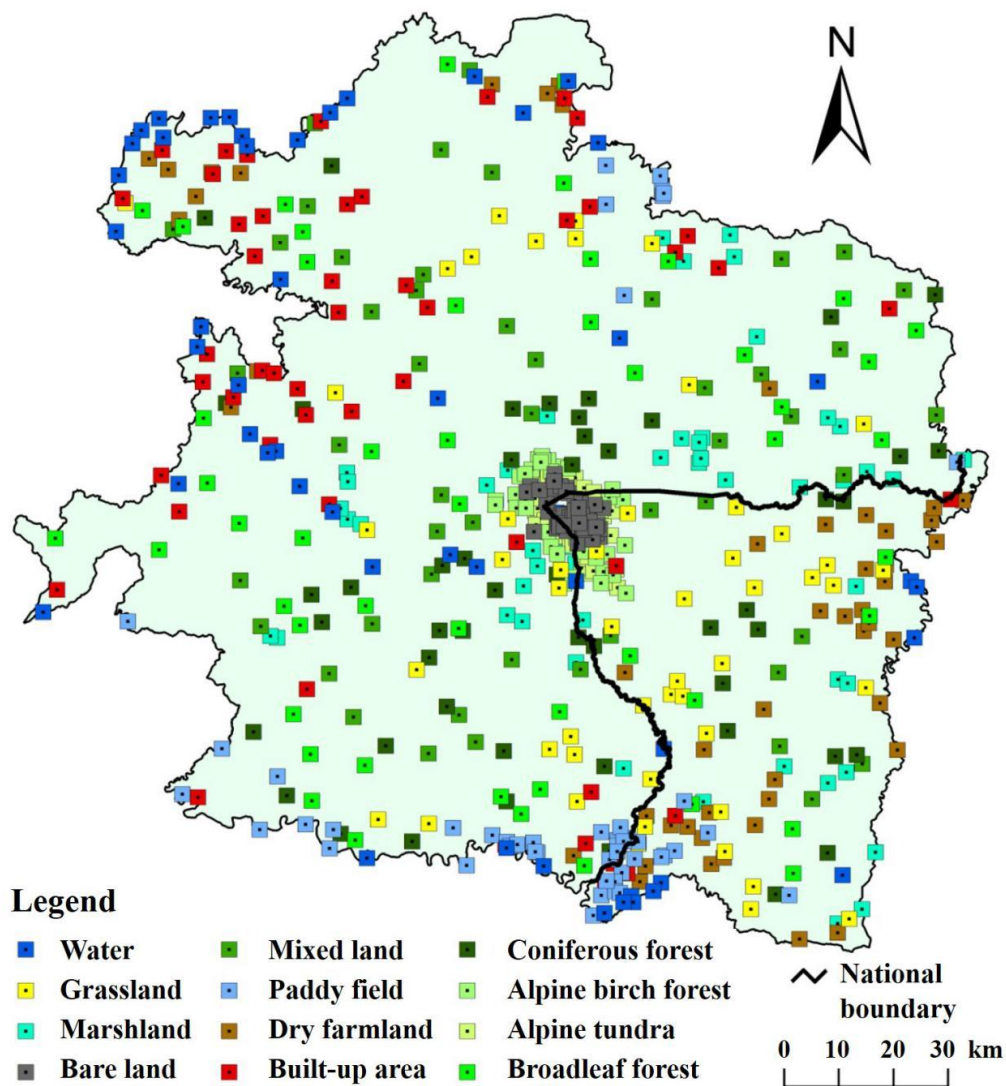 N
Legend
Water
Mixed land
Coniferous forest
Grassland
Paddy field
Alpine birch forest
Marshland
Dry farmland
Alpine tundra
Bare land
Built-up area
Broadleaf forest
National
boundary
0 10 20 30 km